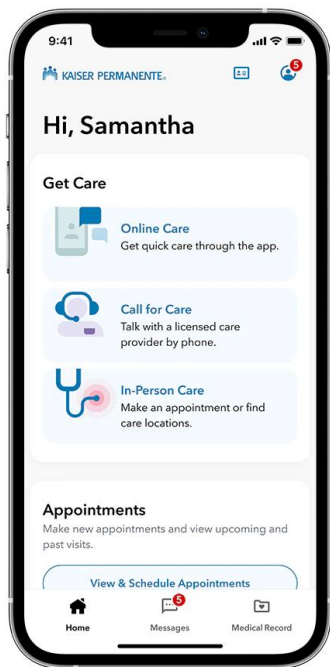 9:41
KAISER PERMANENTE®
5
Hi, Samantha
Get Care
Online Care
Get quick care through the app.
Call for Care
Talk with a licensed care
provider by phone.
In-Person Care
Make an appointment or find
care locations.
Appointments
Make new appointments and view upcoming and
past visits.
View & Schedule Appointments
5
Home
Messages
Medical Record